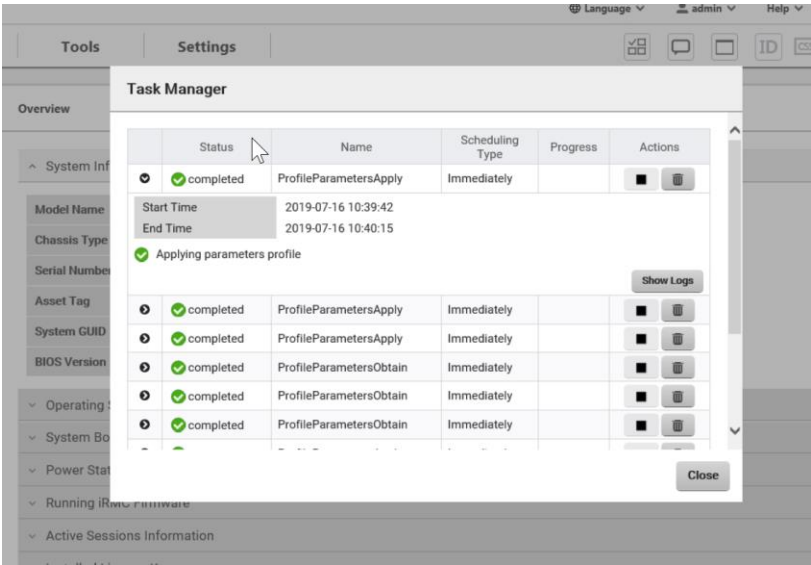 Language admin Help
Tools Settings ID
Task Manager
Overview
Status Name Scheduling Type Progress Actions
System Inf
completed ProfileParametersApply Immediately
Model Name
Start Time 2019-07-16 10:39:42
End Time 2019-07-16 10:40:15
Chassis Type
Applying parameters profile
Serial Number
Show Logs
Asset Tag
completed ProfileParametersApply Immediately
System GUID
completed ProfileParametersApply Immediately
BIOS Version
completed ProfileParametersObtain Immediately
completed ProfileParametersObtain Immediately
Operating S
completed ProfileParametersObtain Immediately
System Bo
Power Stat
Close
Running iRMC Firmware
Active Sessions Information